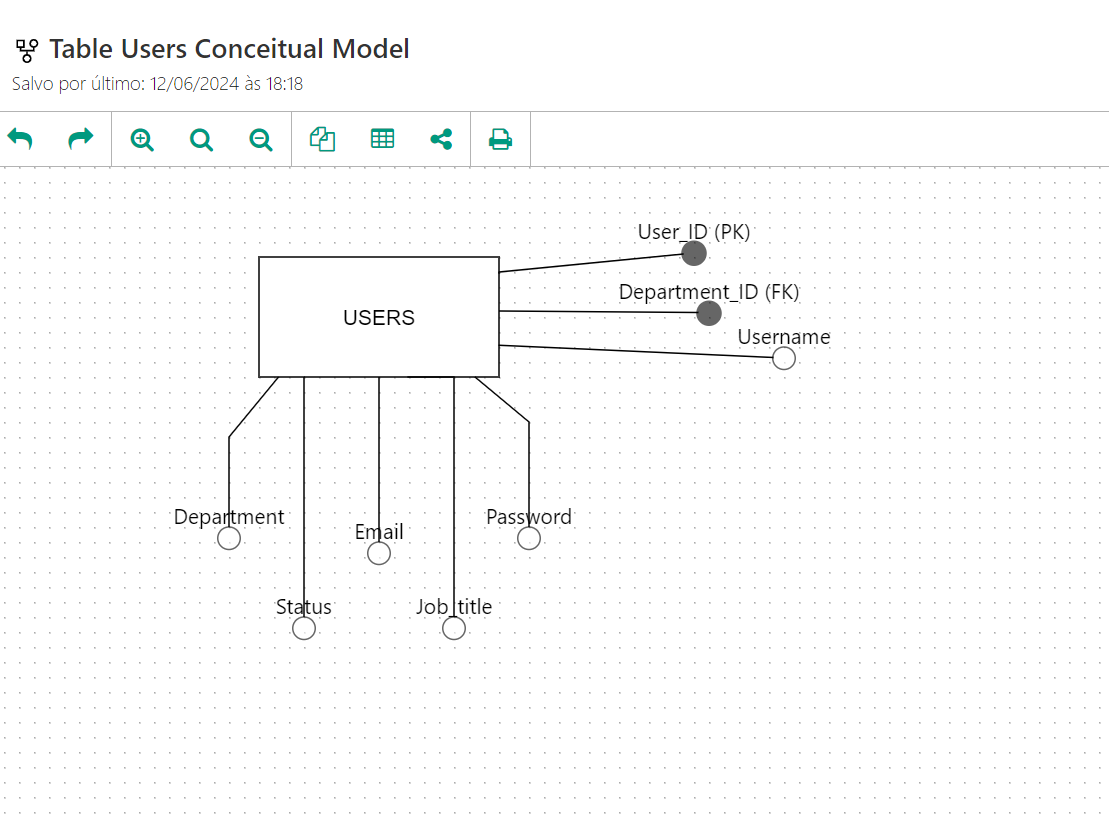 Table Users Conceitual Model
Salvo por último: 12/06/2024 às 18:18
User_ID (PK)
Department_ID (FK)
USERS
Username
Department
Password
Email
Status
Job_title